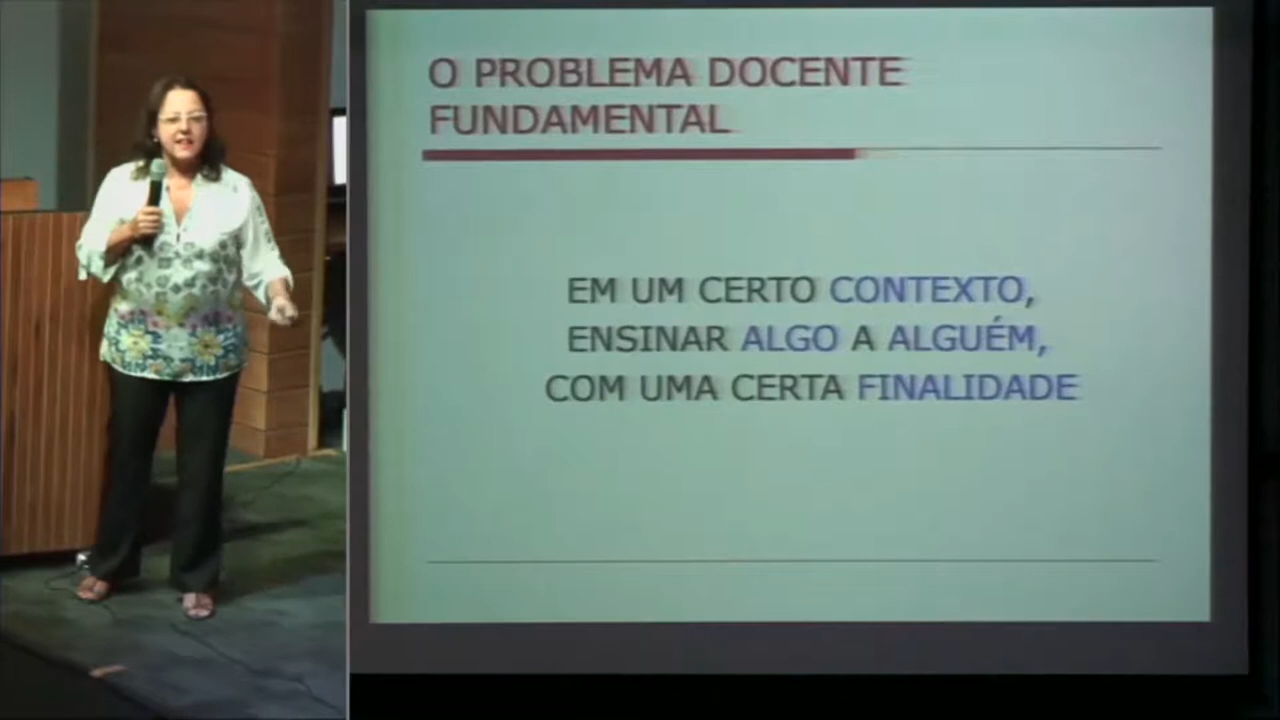 O PROBLEMA DOCENTE
FUNDAMENTAL
EM UM CERTO CONTEXTO,
ENSINAR ALGO A ALGUÉM,
COM UMA CERTA FINALIDADE